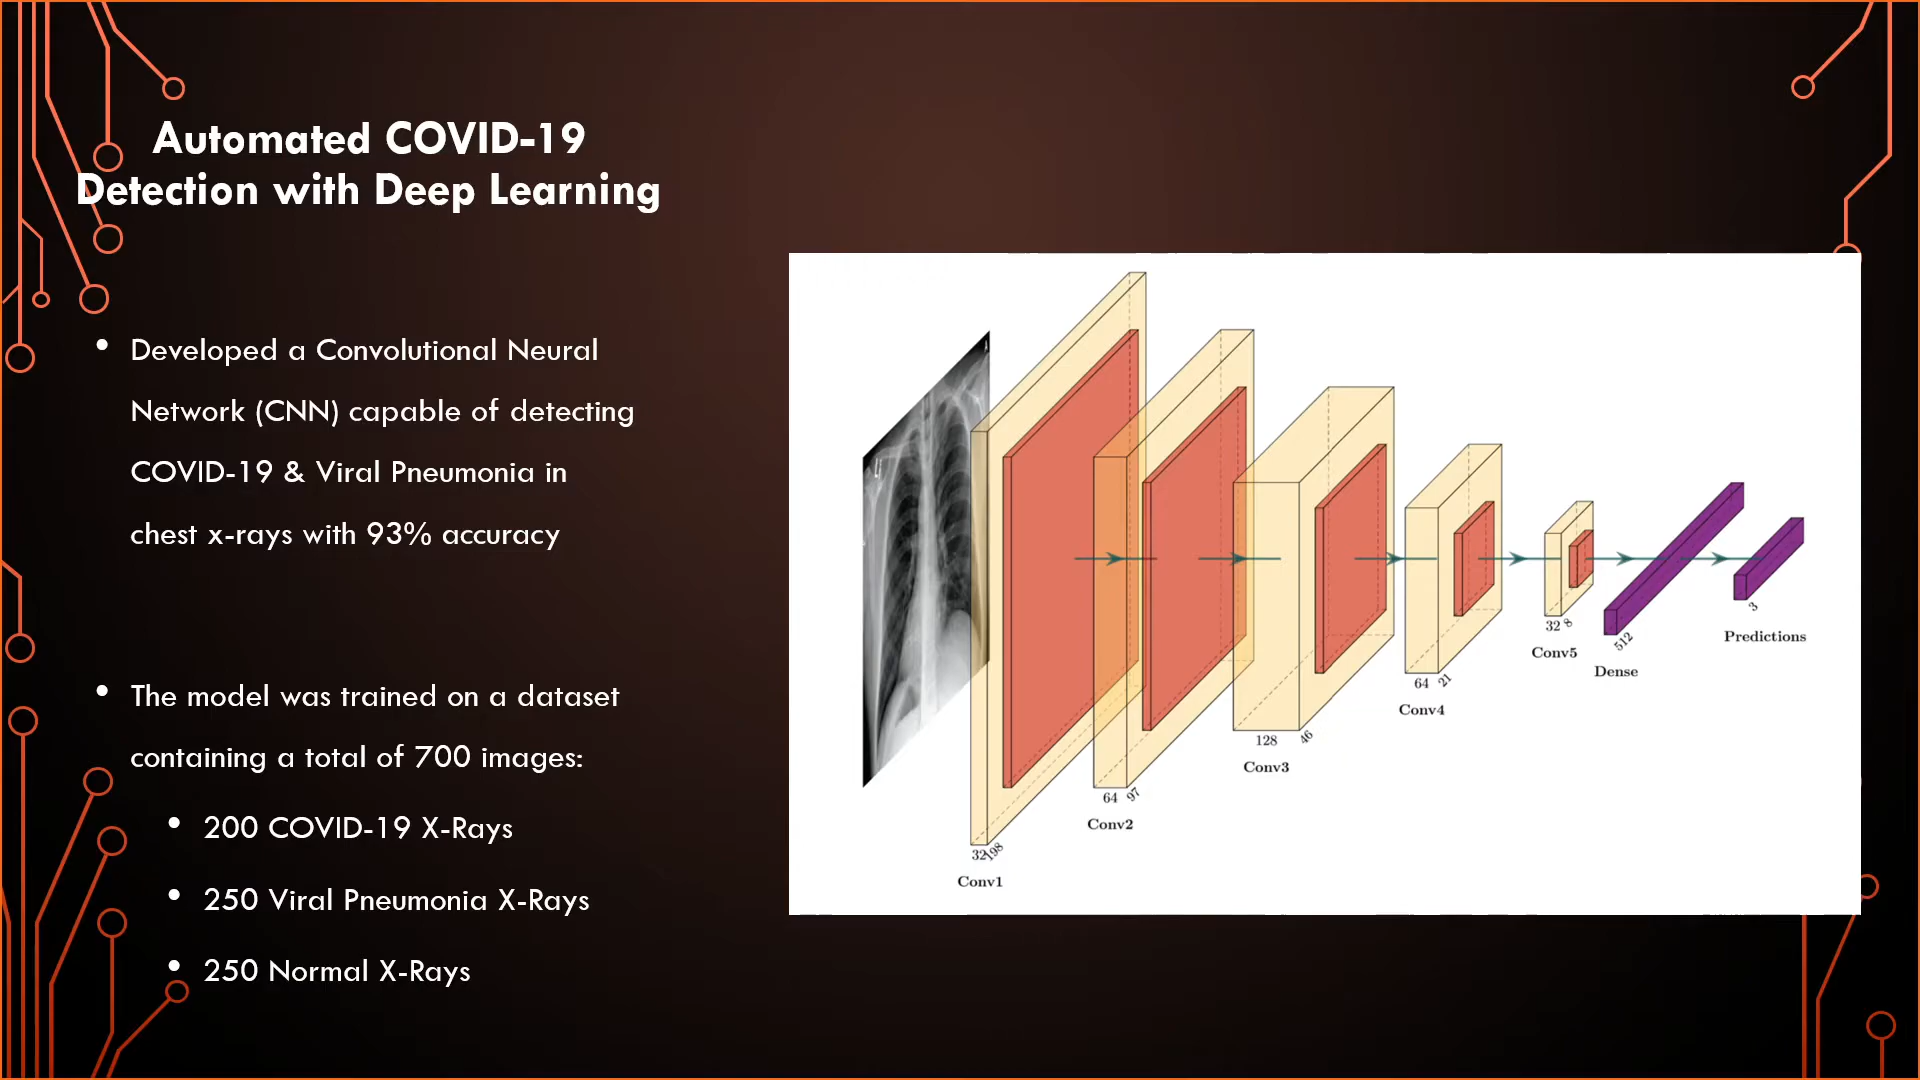 Automated COVID-19
Detection with Deep Learning
• Developed a Convolutional Neural
Network (CNN) capable of detecting
COVID-19 & Viral Pneumonia in
chest x-rays with 93% accuracy
• The model was trained on a dataset
containing a total of 700 images:
• 200 COVID-19 X-Rays
• 250 Viral Pneumonia X-Rays
• 250 Normal X-Rays
32 198
Conv1
64 97
Conv2
128 46
Conv3
64 21
Conv4
32 8
Conv5
512
Dense
3
Predictions